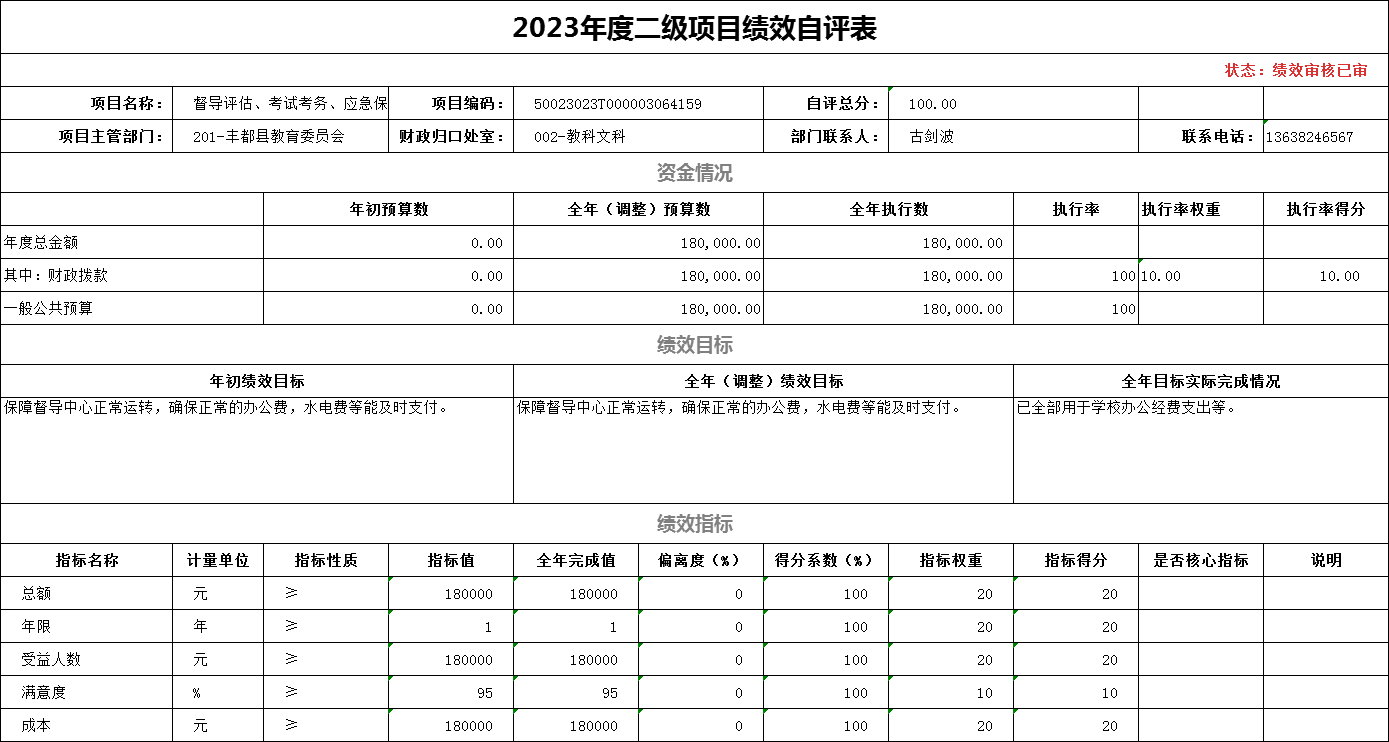 2023年度二级项目绩效自评表
状态：绩效审核已审
项目名称： 督导评估、考试考务、应急保 项目编码： 50023023T000003064159 自评总分： 100.00
项目主管部门： 201-丰都县教育委员会 财政归口处室： 002-教科文科 部门联系人： 古剑波 联系电话： 13638246567
资金情况
年初预算数 全年（调整）预算数 全年执行数 执行率 执行率权重 执行率得分
年度总金额 0.00 180,000.00 180,000.00
其中：财政拨款 0.00 180,000.00 180,000.00 100 10.00 10.00
一般公共预算 0.00 180,000.00 180,000.00 100
绩效目标
年初绩效目标 全年（调整）绩效目标 全年目标实际完成情况
保障督导中心正常运转，确保正常的办公费，水电费等能及时支付。 保障督导中心正常运转，确保正常的办公费，水电费等能及时支付。 已全部用于学校办公经费支出等。
绩效指标
指标名称 计量单位 指标性质 指标值 全年完成值 偏离度（%） 得分系数（%） 指标权重 指标得分 是否核心指标 说明
总额 元 ≥ 180000 180000 0 100 20 20
年限 年 ≥ 1 1 0 100 20 20
受益人数 元 ≥ 180000 180000 0 100 20 20
满意度 % ≥ 95 95 0 100 10 10
成本 元 ≥ 180000 180000 0 100 20 20